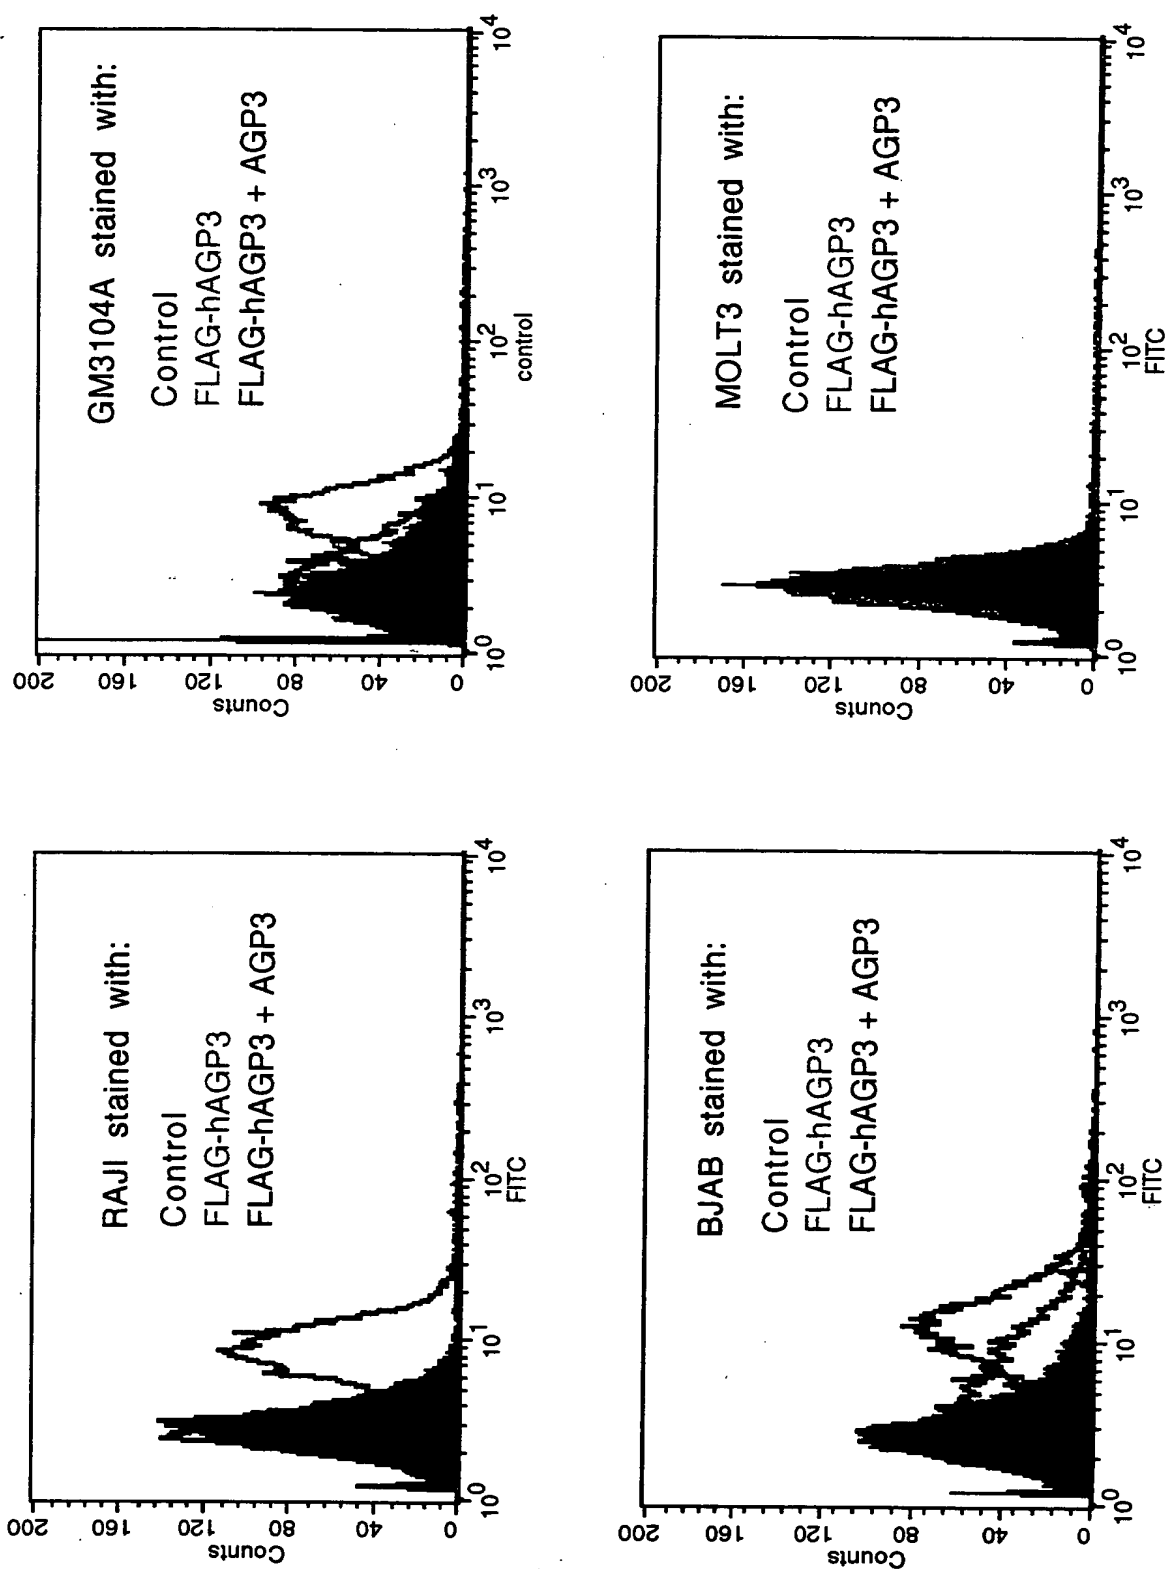 RAJI stained with:
Control
FLAG-hAGP3
FLAG-hAGP3 + AGP3
Counts
200
160
120
80
40
0
10^0
10^1
10^2
10^3
10^4
FITC
GM3104A stained with:
Control
FLAG-hAGP3
FLAG-hAGP3 + AGP3
Counts
200
160
120
80
40
0
10^0
10^1
10^2
10^3
10^4
control
BJAB stained with:
Control
FLAG-hAGP3
FLAG-hAGP3 + AGP3
Counts
200
160
120
80
40
0
10^0
10^1
10^2
10^3
10^4
FITC
MOLT3 stained with:
Control
FLAG-hAGP3
FLAG-hAGP3 + AGP3
Counts
200
160
120
80
40
0
10^0
10^1
10^2
10^3
10^4
FITC